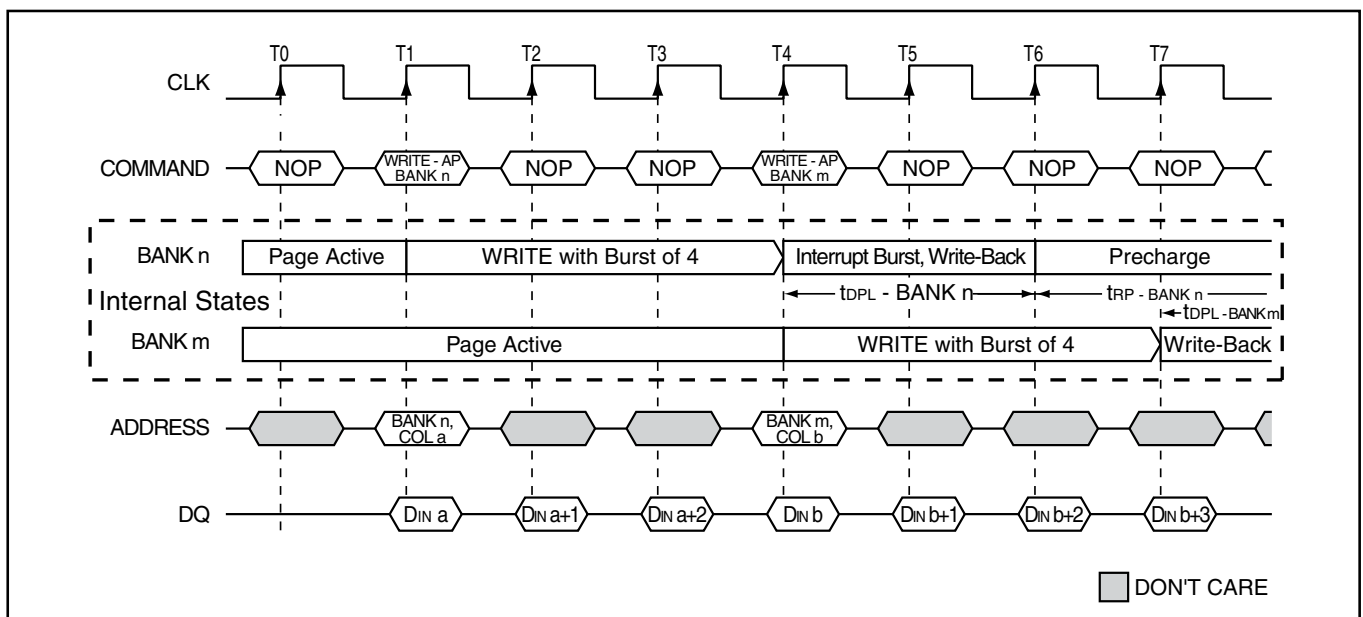 T0 T1 T2 T3 T4 T5 T6 T7
CLK
COMMAND NOP WRITE - AP BANK n NOP NOP WRITE - AP BANK m NOP NOP NOP
BANK n Page Active WRITE with Burst of 4 Interrupt Burst, Write-Back Precharge
Internal States tDPL - BANK n tRP - BANK n
tDPL - BANK m
BANK m Page Active WRITE with Burst of 4 Write-Back
ADDRESS BANK n, COL a BANK m, COL b
DQ DIN a DIN a+1 DIN a+2 DIN b DIN b+1 DIN b+2 DIN b+3
DON'T CARE